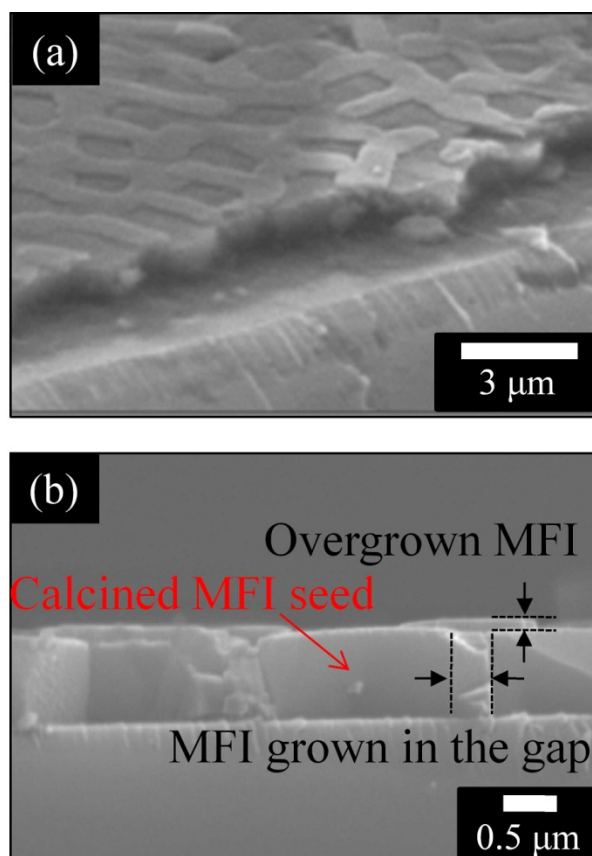 (a)
3 μm
(b)
Overgrown MFI
Calcined MFI seed
MFI grown in the gap
0.5 μm